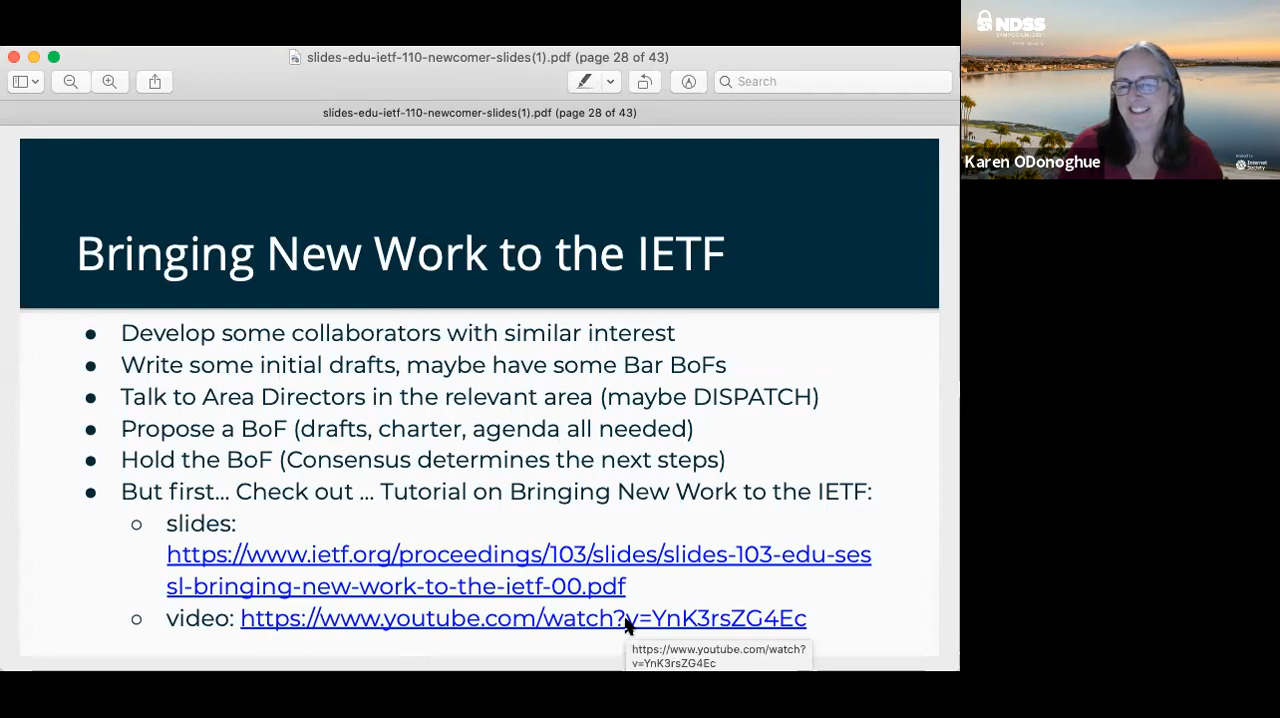 slides-edu-ietf-110-newcomer-slides(1).pdf (page 28 of 43)
Search
slides-edu-ietf-110-newcomer-slides(1).pdf (page 28 of 43)
Bringing New Work to the IETF
● Develop some collaborators with similar interest
● Write some initial drafts, maybe have some Bar BoFs
● Talk to Area Directors in the relevant area (maybe DISPATCH)
● Propose a BoF (drafts, charter, agenda all needed)
● Hold the BoF (Consensus determines the next steps)
● But first... Check out ... Tutorial on Bringing New Work to the IETF:
○ slides:
https://www.ietf.org/proceedings/103/slides/slides-103-edu-ses
sl-bringing-new-work-to-the-ietf-00.pdf
○ video: https://www.youtube.com/watch?v=YnK3rsZG4Ec
https://www.youtube.com/watch?
v=YnK3rsZG4Ec
NDSS
Karen ODonoghue
Internet
Society